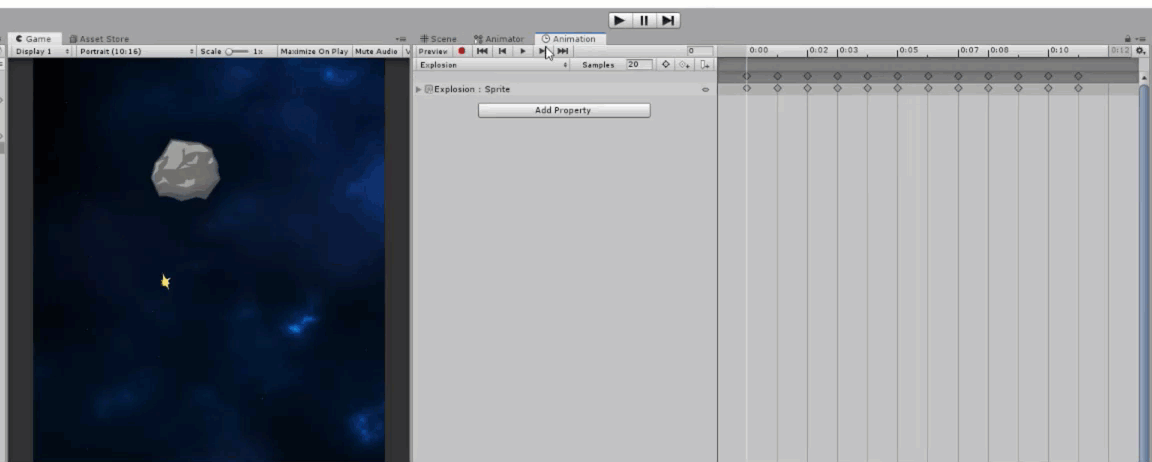 Game Asset Store Scene Animator Animation
Display 1 Portrait (10:16) Scale 1x Maximize On Play Mute Audio V Preview 0 0:00 0:02 0:03 0:05 0:07 0:08 0:10 0:12
Explosion Samples 20
Explosion : Sprite
Add Property